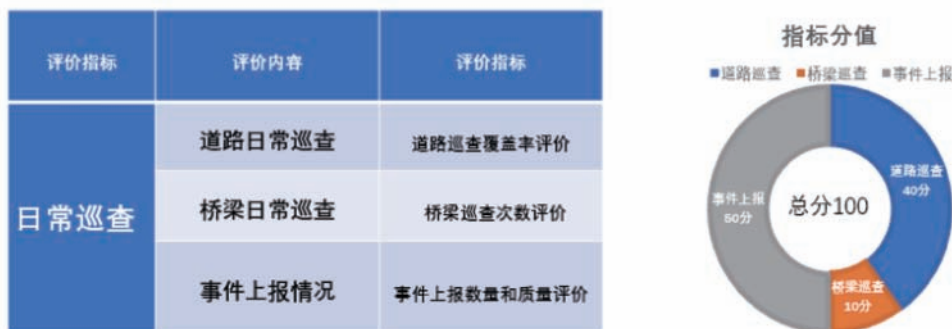 评价指标 评价内容 评价指标
日常巡查
道路日常巡查 道路巡查覆盖率评价
桥梁日常巡查 桥梁巡查次数评价
事件上报情况 事件上报数量和质量评价
指标分值
道路巡查 桥梁巡查 事件上报
道路巡查
40分
事件上报
50分
总分100
桥梁巡查
10分